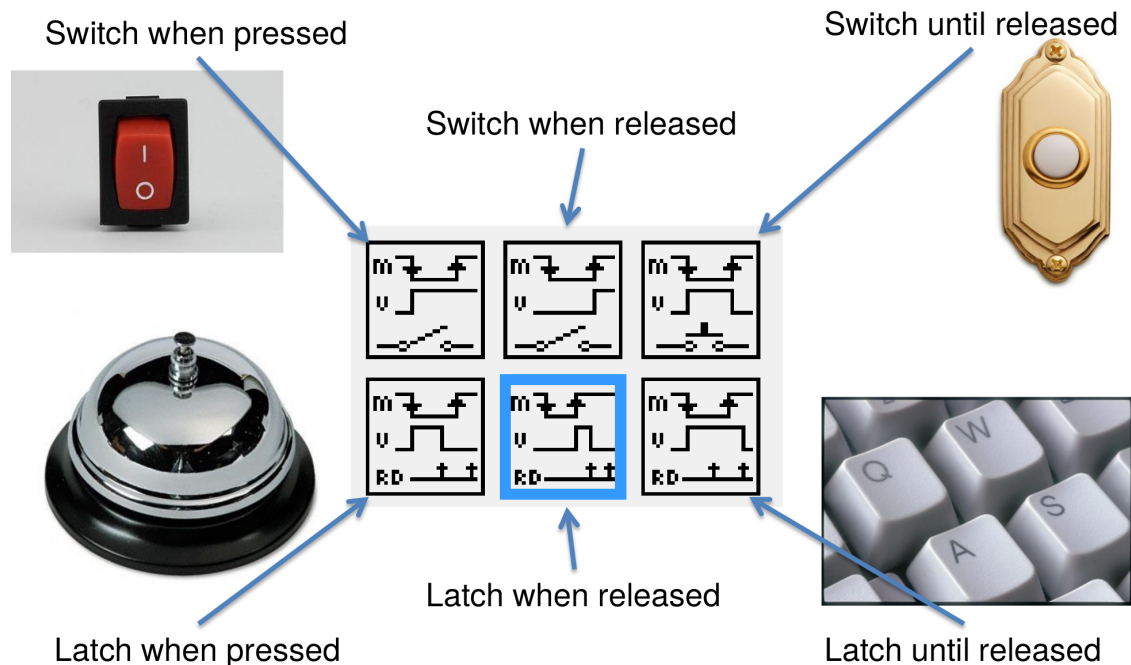 Switch when pressed
Switch until released
Switch when released
I
O
m
V
m
V
m
V
m
V
RD
m
V
RD
m
V
RD
Q
W
A
S
Latch when released
Latch when pressed
Latch until released